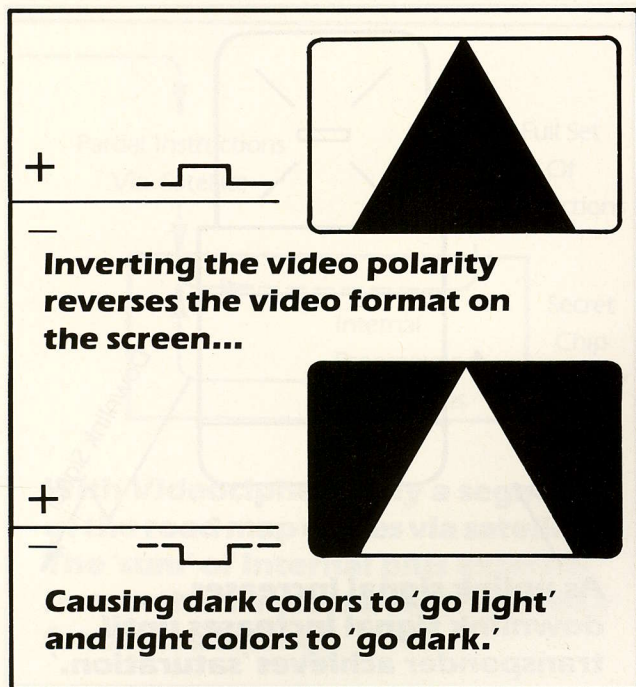 +
—
Inverting the video polarity
reverses the video format on
the screen...
+
—
Causing dark colors to 'go light'
and light colors to 'go dark.'